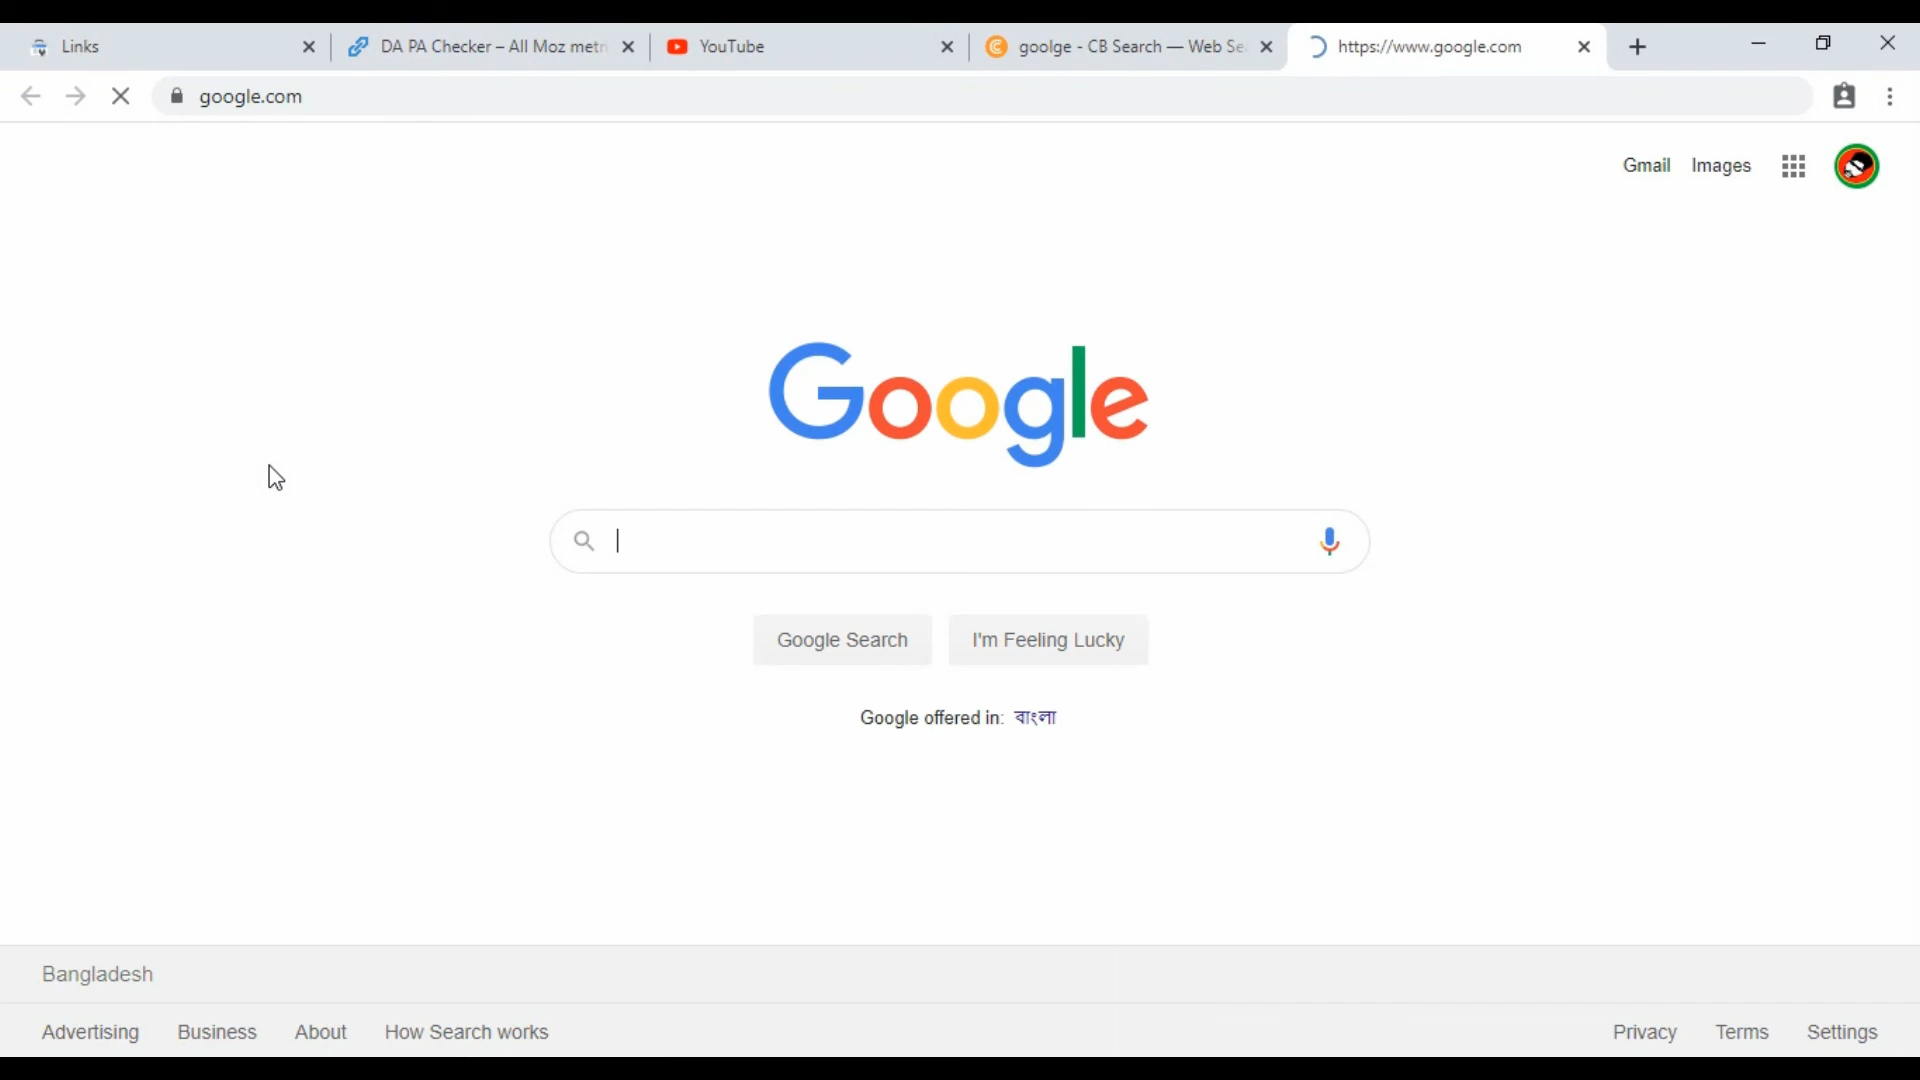 Links
DA PA Checker – All Moz metr
YouTube
goolge - CB Search — Web Se
https://www.google.com
google.com
Gmail Images
Google
Google Search I'm Feeling Lucky
Google offered in: বাংলা
Bangladesh
Advertising Business About How Search works Privacy Terms Settings